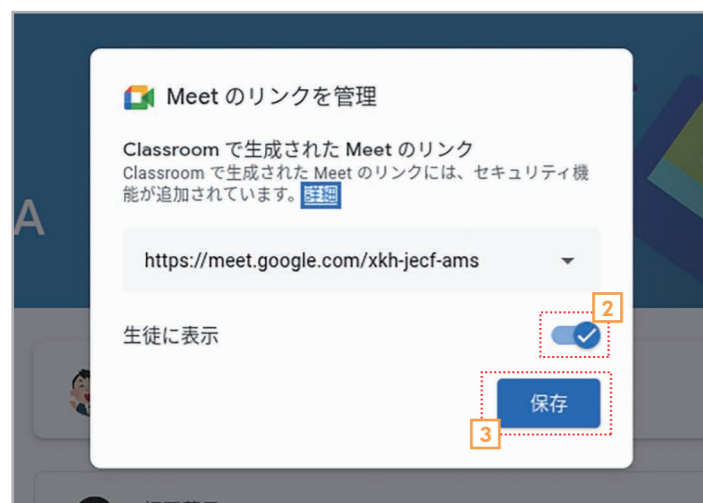 Meet のリンクを管理
Classroom で生成された Meet のリンク
Classroom で生成された Meet のリンクには、セキュリティ機
能が追加されています。詳細
A
https://meet.google.com/xkh-jecf-ams
2
生徒に表示
保存
3